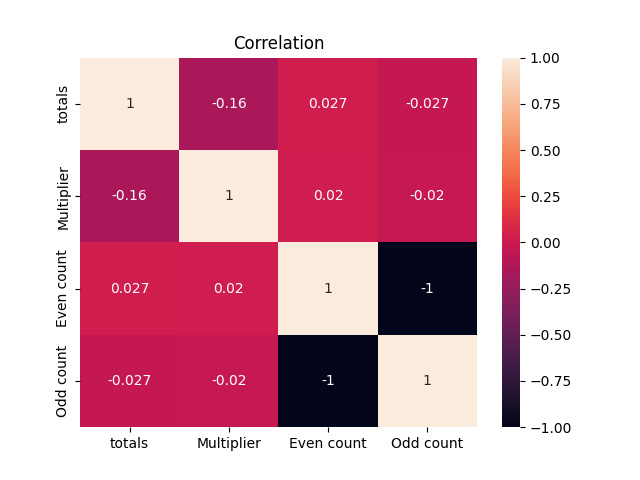 Correlation
totals 1 -0.16 0.027 -0.027
Multiplier -0.16 1 0.02 -0.02
Even count 0.027 0.02 1 -1
Odd count -0.027 -0.02 -1 1
totals Multiplier Even count Odd count
1.00
0.75
0.50
0.25
0.00
−0.25
−0.50
−0.75
−1.00